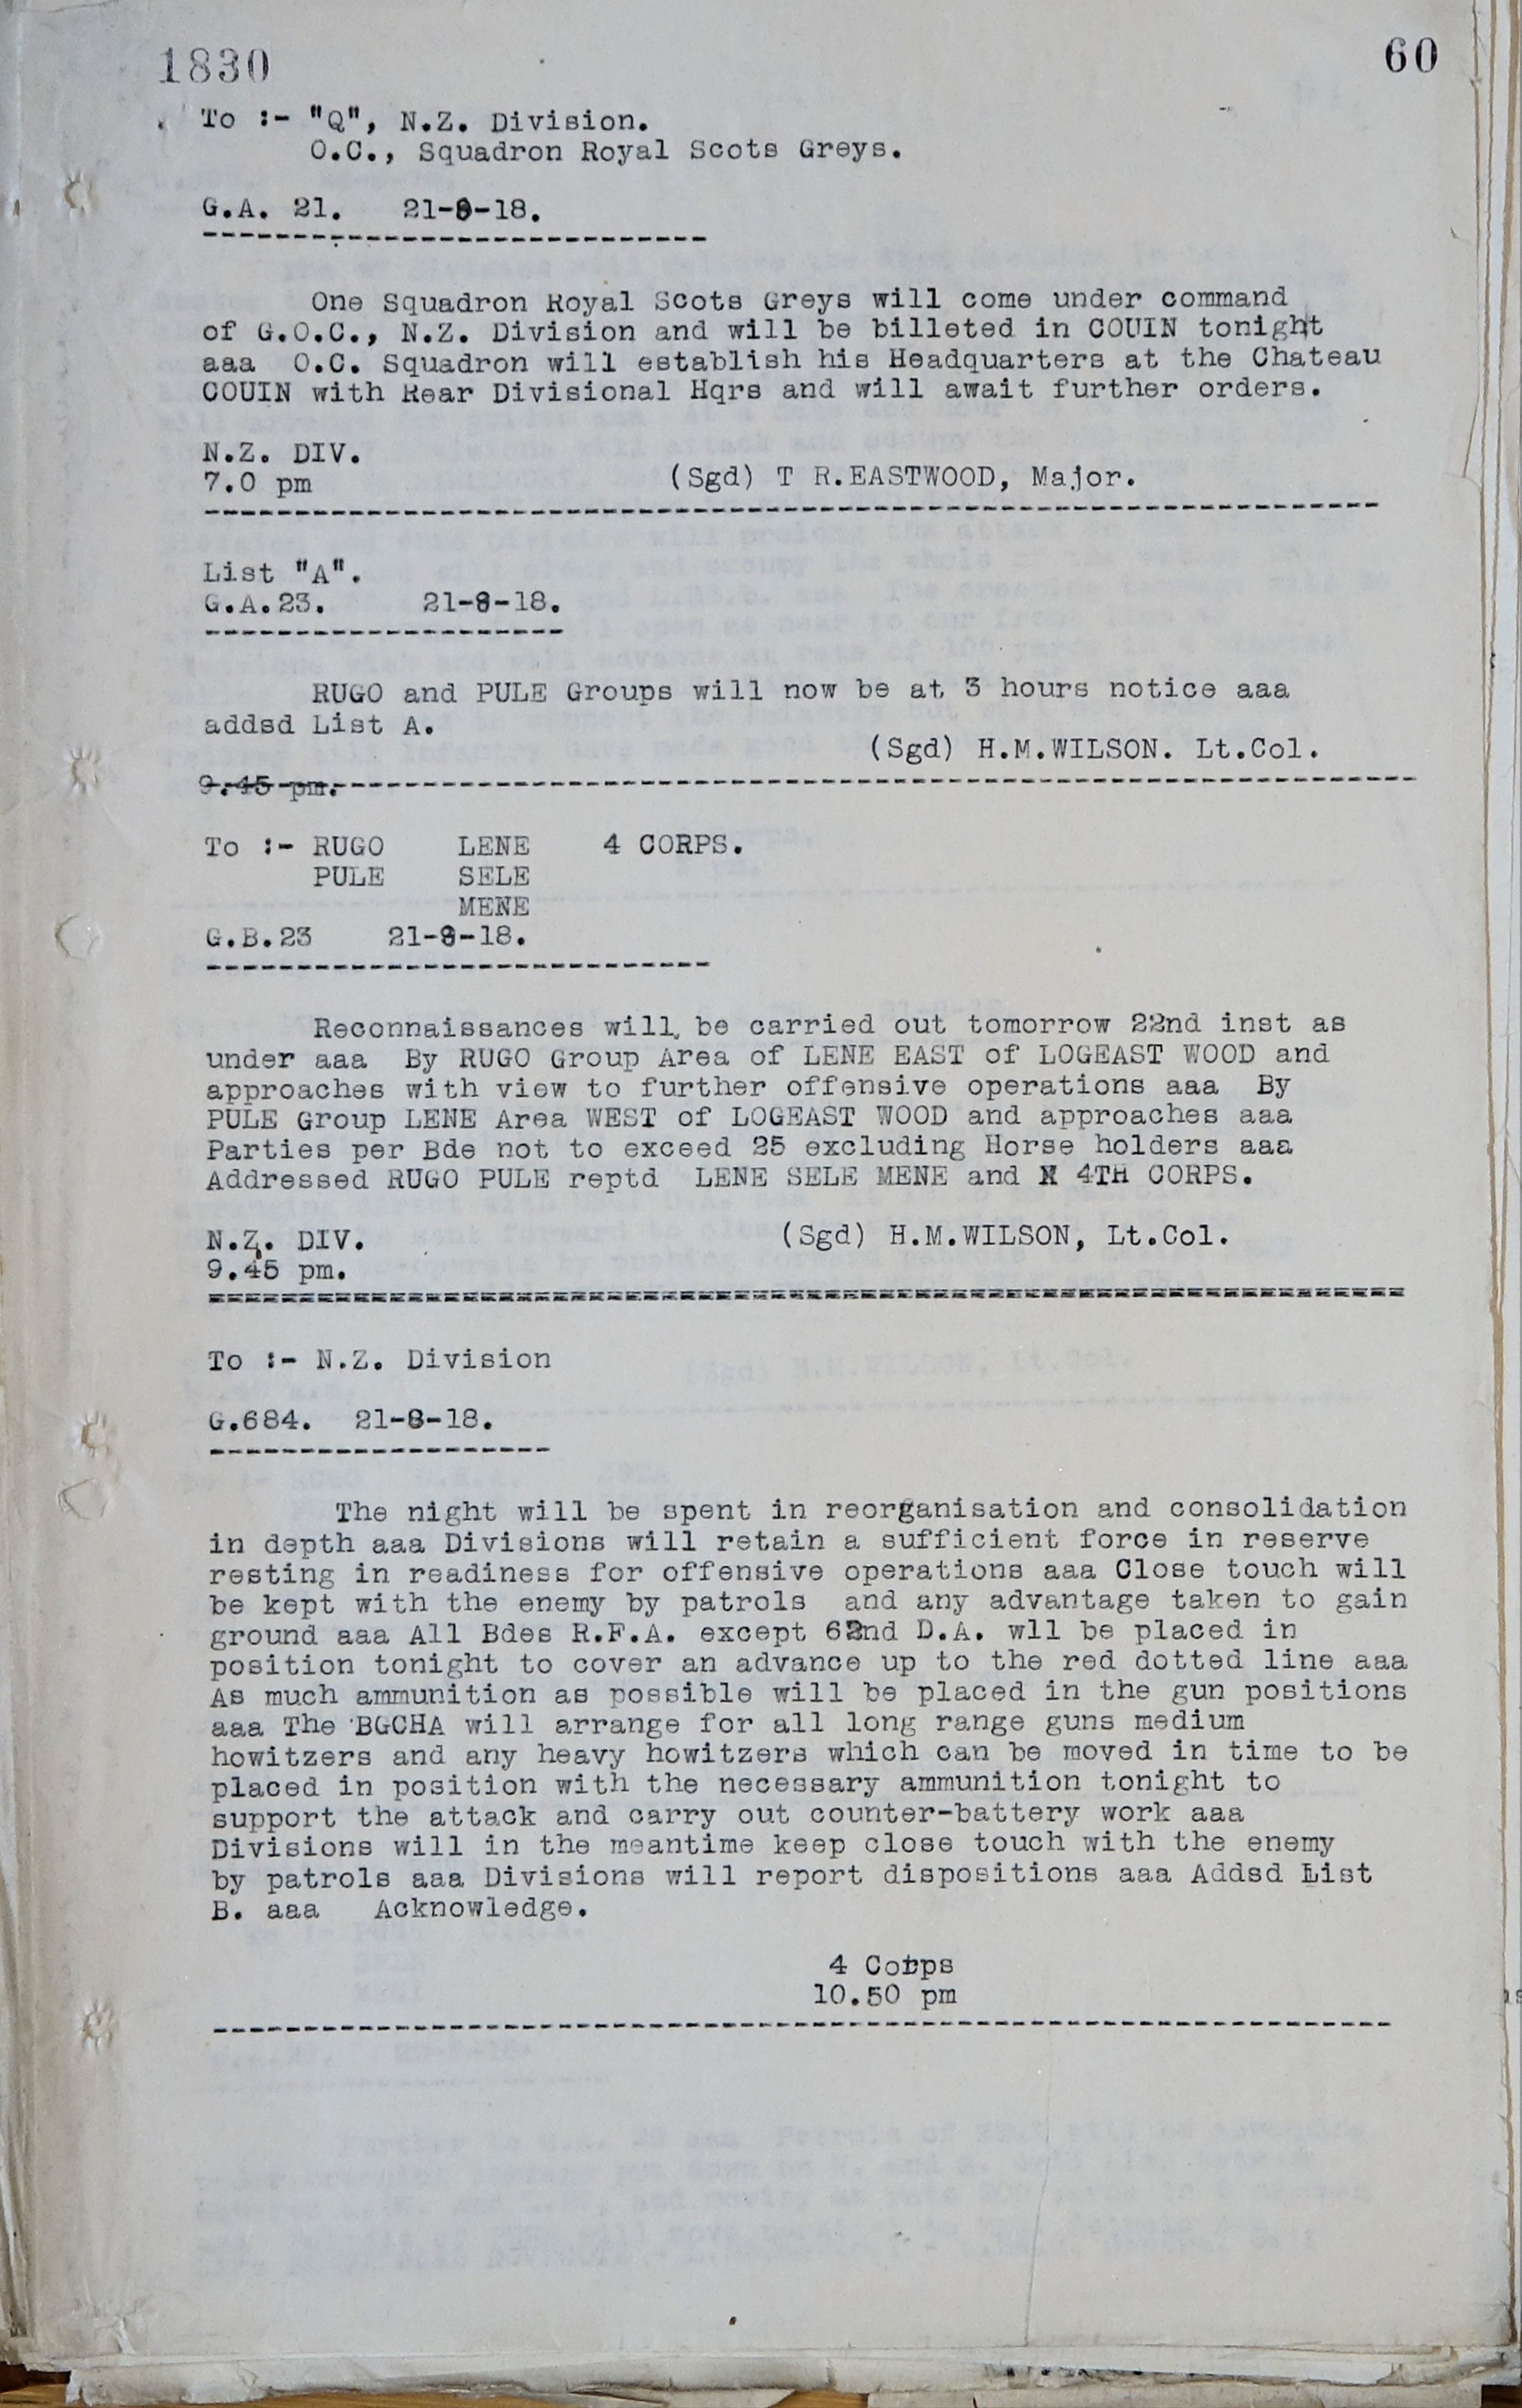 1830
60
To :- "Q", N.Z. Division.
O.C., Squadron Royal Scots Greys.
G.A. 21. 21-8-18.
One Squadron Royal Scots Greys will come under command
of G.O.C., N.Z. Division and will be billeted in COUIN tonight
aaa O.C. Squadron will establish his Headquarters at the Chateau
COUIN with Rear Divisional Hqrs and will await further orders.
N.Z. DIV.
7.0 pm (Sgd) T R.EASTWOOD, Major.
List "A".
G.A.23. 21-8-18.
RUGO and PULE Groups will now be at 3 hours notice aaa
addsd List A.
(Sgd) H.M.WILSON. Lt.Col.
9.45 pm.
To :- RUGO LENE 4 CORPS.
PULE SELE
MENE
G.B.23 21-8-18.
Reconnaissances will be carried out tomorrow 22nd inst as
under aaa By RUGO Group Area of LENE EAST of LOGEAST WOOD and
approaches with view to further offensive operations aaa By
PULE Group LENE Area WEST of LOGEAST WOOD and approaches aaa
Parties per Bde not to exceed 25 excluding Horse holders aaa
Addressed RUGO PULE reptd LENE SELE MENE and 4TH CORPS.
N.Z. DIV. (Sgd) H.M.WILSON, Lt.Col.
9.45 pm.
To :- N.Z. Division
G.684. 21-8-18.
The night will be spent in reorganisation and consolidation
in depth aaa Divisions will retain a sufficient force in reserve
resting in readiness for offensive operations aaa Close touch will
be kept with the enemy by patrols and any advantage taken to gain
ground aaa All Bdes R.F.A. except 62nd D.A. wll be placed in
position tonight to cover an advance up to the red dotted line aaa
As much ammunition as possible will be placed in the gun positions
aaa The BGCHA will arrange for all long range guns medium
howitzers and any heavy howitzers which can be moved in time to be
placed in position with the necessary ammunition tonight to
support the attack and carry out counter-battery work aaa
Divisions will in the meantime keep close touch with the enemy
by patrols aaa Divisions will report dispositions aaa Addsd List
B. aaa Acknowledge.
4 Corps
10.50 pm